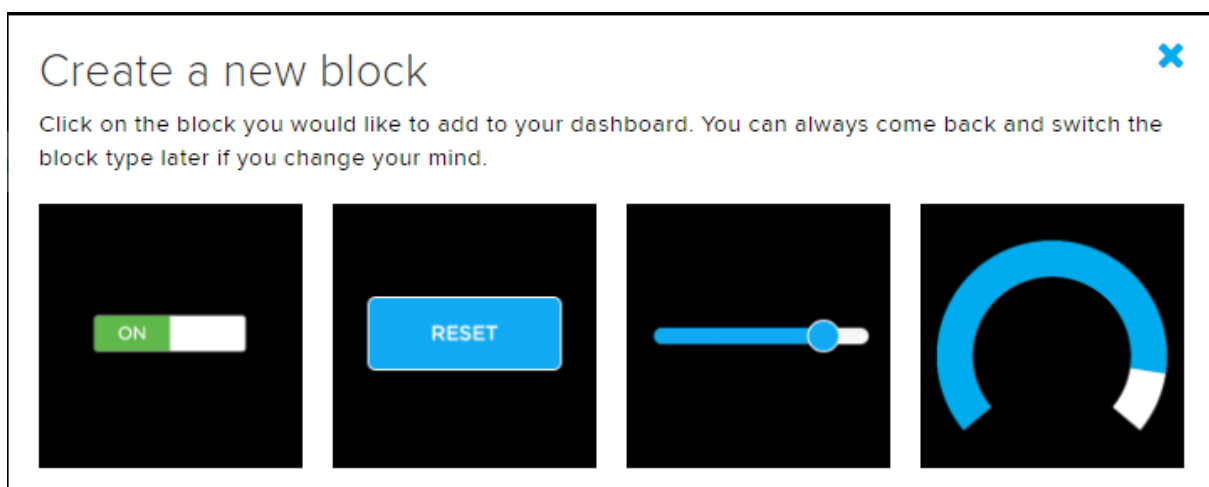 Create a new block
Click on the block you would like to add to your dashboard. You can always come back and switch the
block type later if you change your mind.
ON
RESET